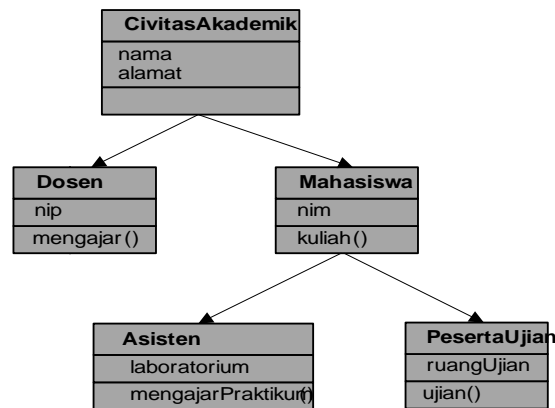 CivitasAkademik
nama
alamat
Dosen
nip
mengajar()
Mahasiswa
nim
kuliah()
Asisten
laboratorium
mengajarPraktikum()
PesertaUjian
ruangUjian
ujian()